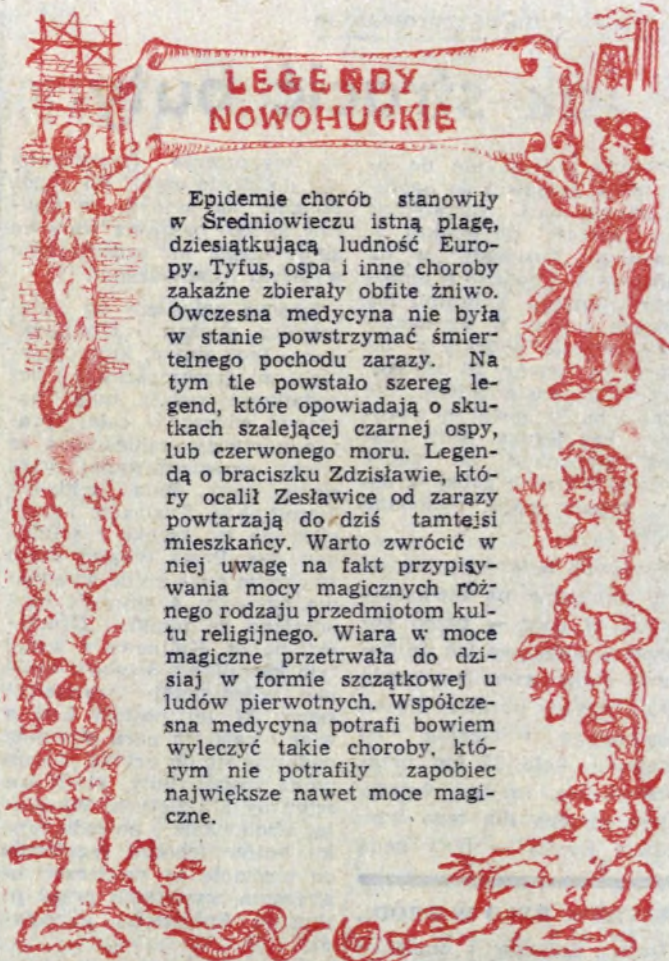 LEGENDY
NOWOHUCKIE
Epidemie chorób stanowiły
w Średniowieczu istną plagę,
dziesiątkującą ludność Euro-
py. Tyfus, ospa i inne choroby
zakaźne zbierały obfite żniwo.
Ówczesna medycyna nie była
w stanie powstrzymać śmier-
telnego pochodu zarazy. Na
tym tle powstało szereg le-
gend, które opowiadają o sku-
tkach szalejącej czarnej ospy,
lub czerwonego moru. Legen-
dą o braciszku Zdzisławie, któ-
ry ocalił Zesławice od zarazy
powtarzają do dziś tamtejsi
mieszkańcy. Warto zwrócić w
niej uwagę na fakt przypisy-
wania mocy magicznych róż-
nego rodzaju przedmiotom kul-
tu religijnego. Wiara w moce
magiczne przetrwała do dzi-
siaj w formie szczątkowej u
ludów pierwotnych. Współcze-
sna medycyna potrafi bowiem
wyleczyć takie choroby, któ-
rym nie potrafiły zapobiec
największe nawet moce magi-
czne.